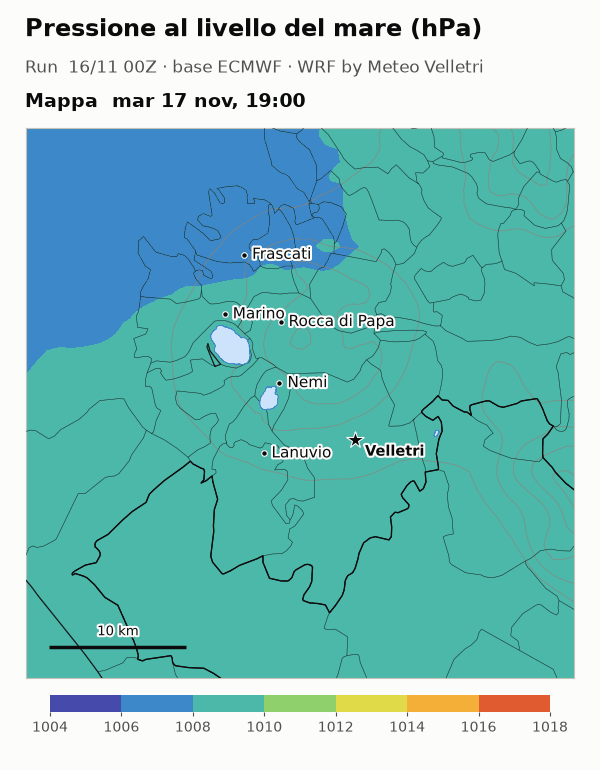 Pressione al livello del mare (hPa)
Run  16/11 00Z · base ECMWF · WRF by Meteo Velletri
Mappa  mar 17 nov, 19:00
Frascati
Marino
Rocca di Papa
Nemi
Velletri
Lanuvio
10 km
1004 1006 1008 1010 1012 1014 1016 1018